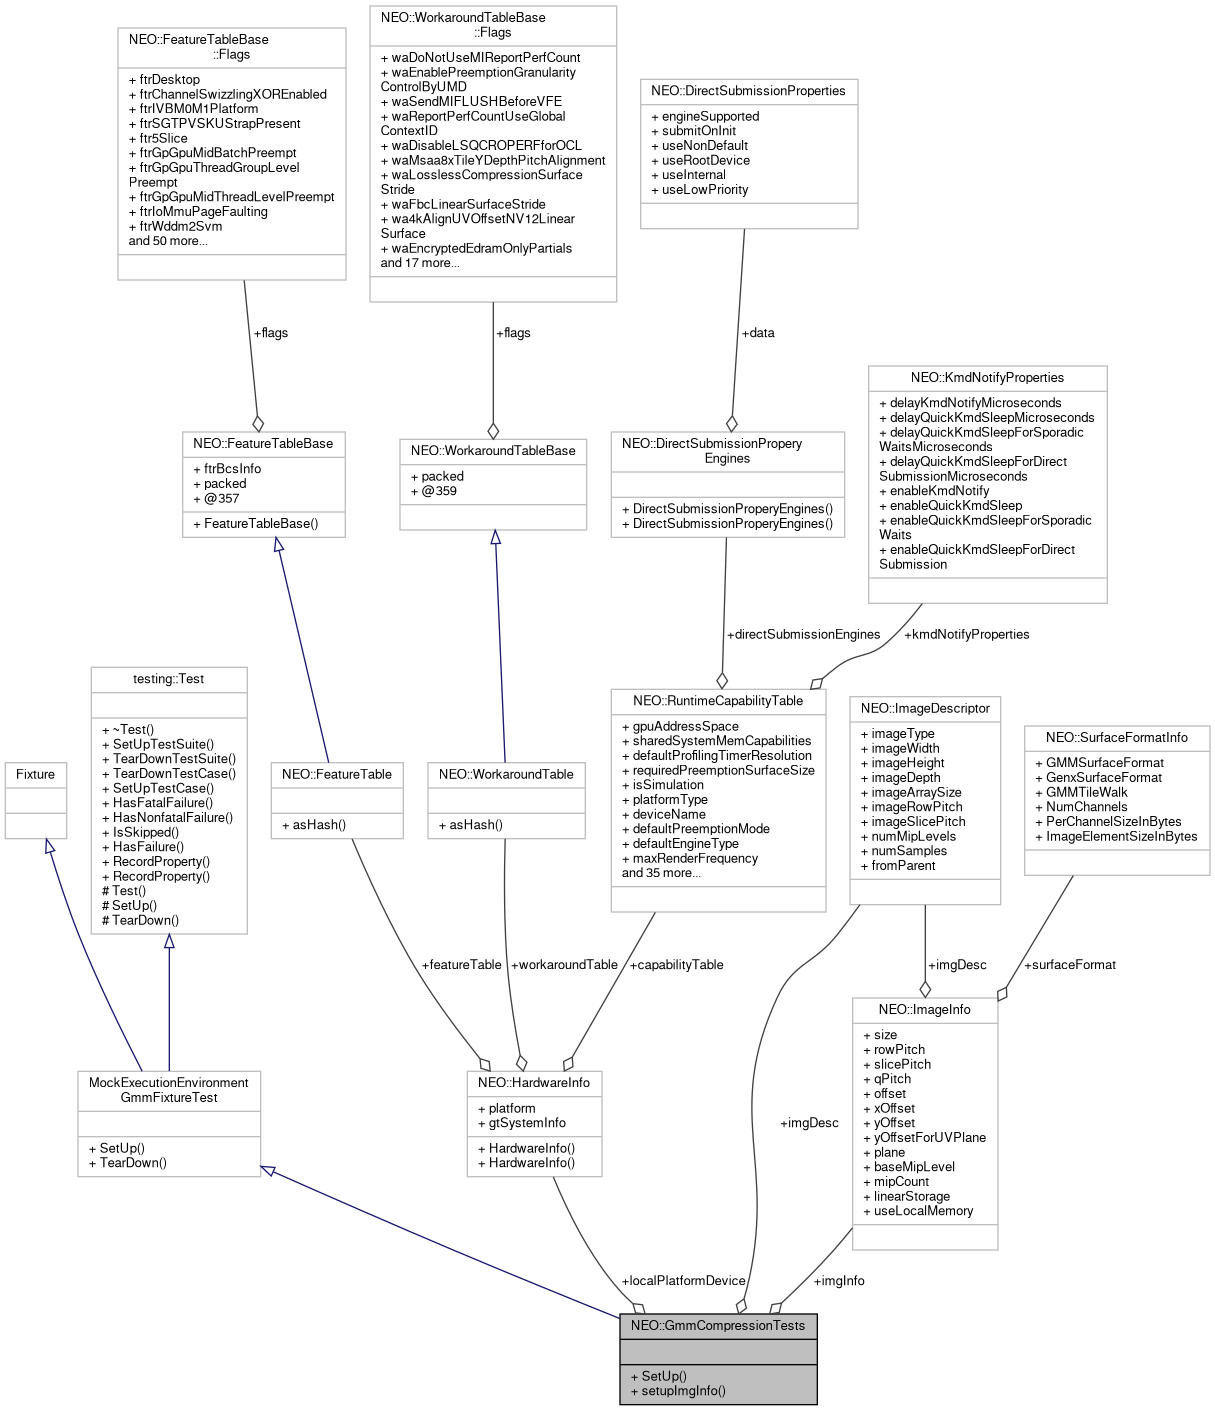 NEO::FeatureTableBase
::Flags
+ ftrDesktop
+ ftrChannelSwizzlingXOREnabled
+ ftrIVBM0M1Platform
+ ftrSGTPVSKUStrapPresent
+ ftr5Slice
+ ftrGpGpuMidBatchPreempt
+ ftrGpGpuThreadGroupLevel
Preempt
+ ftrGpGpuMidThreadLevelPreempt
+ ftrIoMmuPageFaulting
+ ftrWddm2Svm
and 50 more...
NEO::WorkaroundTableBase
::Flags
+ waDoNotUseMIReportPerfCount
+ waEnablePreemptionGranularity
ControlByUMD
+ waSendMIFLUSHBeforeVFE
+ waReportPerfCountUseGlobal
ContextID
+ waDisableLSQCROPERFforOCL
+ waMsaa8xTileYDepthPitchAlignment
+ waLosslessCompressionSurface
Stride
+ waFbcLinearSurfaceStride
+ wa4kAlignUVOffsetNV12Linear
Surface
+ waEncryptedEdramOnlyPartials
and 17 more...
NEO::DirectSubmissionProperties
+ engineSupported
+ submitOnInit
+ useNonDefault
+ useRootDevice
+ useInternal
+ useLowPriority
+flags
+flags
+data
NEO::KmdNotifyProperties
+ delayKmdNotifyMicroseconds
+ delayQuickKmdSleepMicroseconds
+ delayQuickKmdSleepForSporadic
WaitsMicroseconds
+ delayQuickKmdSleepForDirect
SubmissionMicroseconds
+ enableKmdNotify
+ enableQuickKmdSleep
+ enableQuickKmdSleepForSporadic
Waits
+ enableQuickKmdSleepForDirect
Submission
NEO::FeatureTableBase
+ ftrBcsInfo
+ packed
+ @357
+ FeatureTableBase()
NEO::WorkaroundTableBase
+ packed
+ @359
NEO::DirectSubmissionPropery
Engines
+ DirectSubmissionProperyEngines()
+ DirectSubmissionProperyEngines()
+directSubmissionEngines
+kmdNotifyProperties
testing::Test
+ ~Test()
+ SetUpTestSuite()
+ TearDownTestSuite()
+ TearDownTestCase()
+ SetUpTestCase()
+ HasFatalFailure()
+ HasNonfatalFailure()
+ IsSkipped()
+ HasFailure()
+ RecordProperty()
+ RecordProperty()
# Test()
# SetUp()
# TearDown()
Fixture
NEO::FeatureTable
+ asHash()
NEO::WorkaroundTable
+ asHash()
NEO::RuntimeCapabilityTable
+ gpuAddressSpace
+ sharedSystemMemCapabilities
+ defaultProfilingTimerResolution
+ requiredPreemptionSurfaceSize
+ isSimulation
+ platformType
+ deviceName
+ defaultPreemptionMode
+ defaultEngineType
+ maxRenderFrequency
and 35 more...
NEO::ImageDescriptor
+ imageType
+ imageWidth
+ imageHeight
+ imageDepth
+ imageArraySize
+ imageRowPitch
+ imageSlicePitch
+ numMipLevels
+ numSamples
+ fromParent
NEO::SurfaceFormatInfo
+ GMMSurfaceFormat
+ GenxSurfaceFormat
+ GMMTileWalk
+ NumChannels
+ PerChannelSizeInBytes
+ ImageElementSizeInBytes
+featureTable
+workaroundTable
+capabilityTable
+imgDesc
+surfaceFormat
NEO::ImageInfo
+ size
+ rowPitch
+ slicePitch
+ qPitch
+ offset
+ xOffset
+ yOffset
+ yOffsetForUVPlane
+ plane
+ baseMipLevel
+ mipCount
+ linearStorage
+ useLocalMemory
MockExecutionEnvironment
GmmFixtureTest
+ SetUp()
+ TearDown()
NEO::HardwareInfo
+ platform
+ gtSystemInfo
+ HardwareInfo()
+ HardwareInfo()
+imgDesc
+localPlatformDevice
+imgInfo
NEO::GmmCompressionTests
+ SetUp()
+ setupImgInfo()